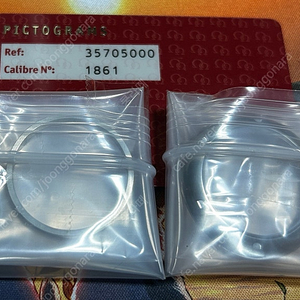 PICTOGRAMS
Ref: 35705000
Calibre N°: 1861